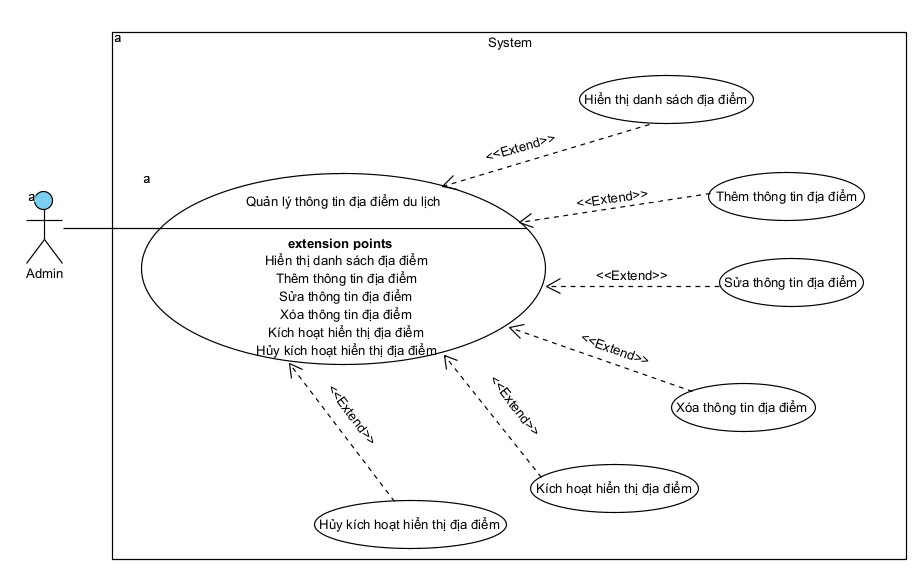 a
System
Hiển thị danh sách địa điểm
<<Extend>>
a
Quản lý thông tin địa điểm du lịch
<<Extend>>
Thêm thông tin địa điểm
a
Admin
extension points
Hiển thị danh sách địa điểm
Thêm thông tin địa điểm
Sửa thông tin địa điểm
Xóa thông tin địa điểm
Kích hoạt hiển thị địa điểm
Hủy kích hoạt hiển thị địa điểm
<<Extend>>
Sửa thông tin địa điểm
<<Extend>>
Xóa thông tin địa điểm
<<Extend>>
Kích hoạt hiển thị địa điểm
<<Extend>>
Hủy kích hoạt hiển thị địa điểm